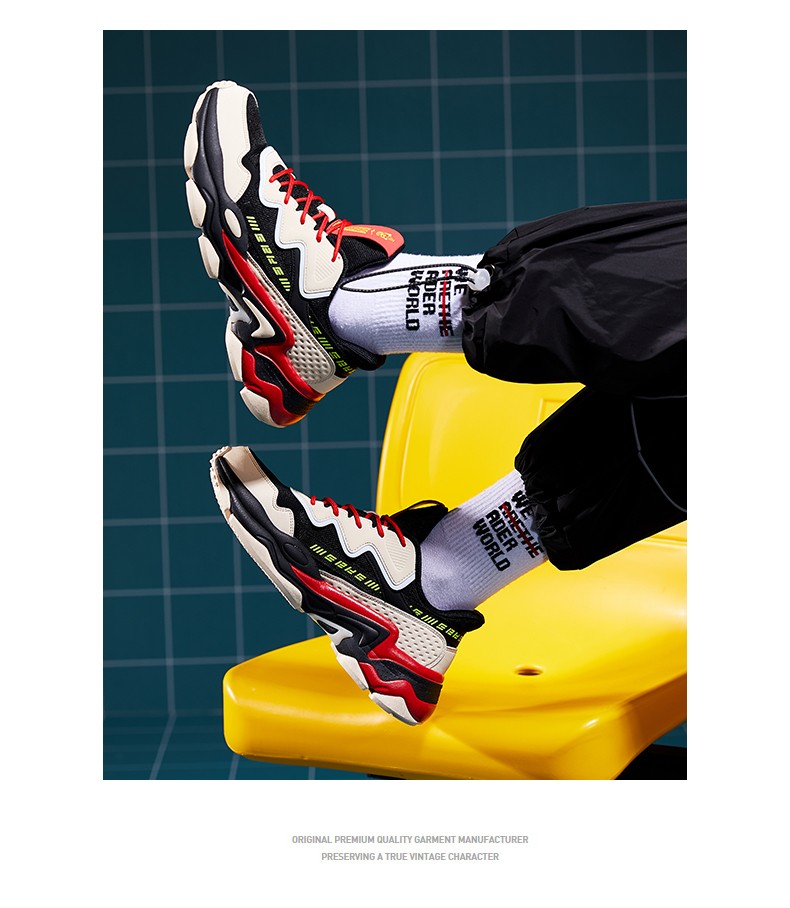 WE
ARE THE
ADER
WORLD
WE
ARE THE
ADER
WORLD
ORIGINAL PREMIUM QUALITY GARMENT MANUFACTURER
PRESERVING A TRUE VINTAGE CHARACTER